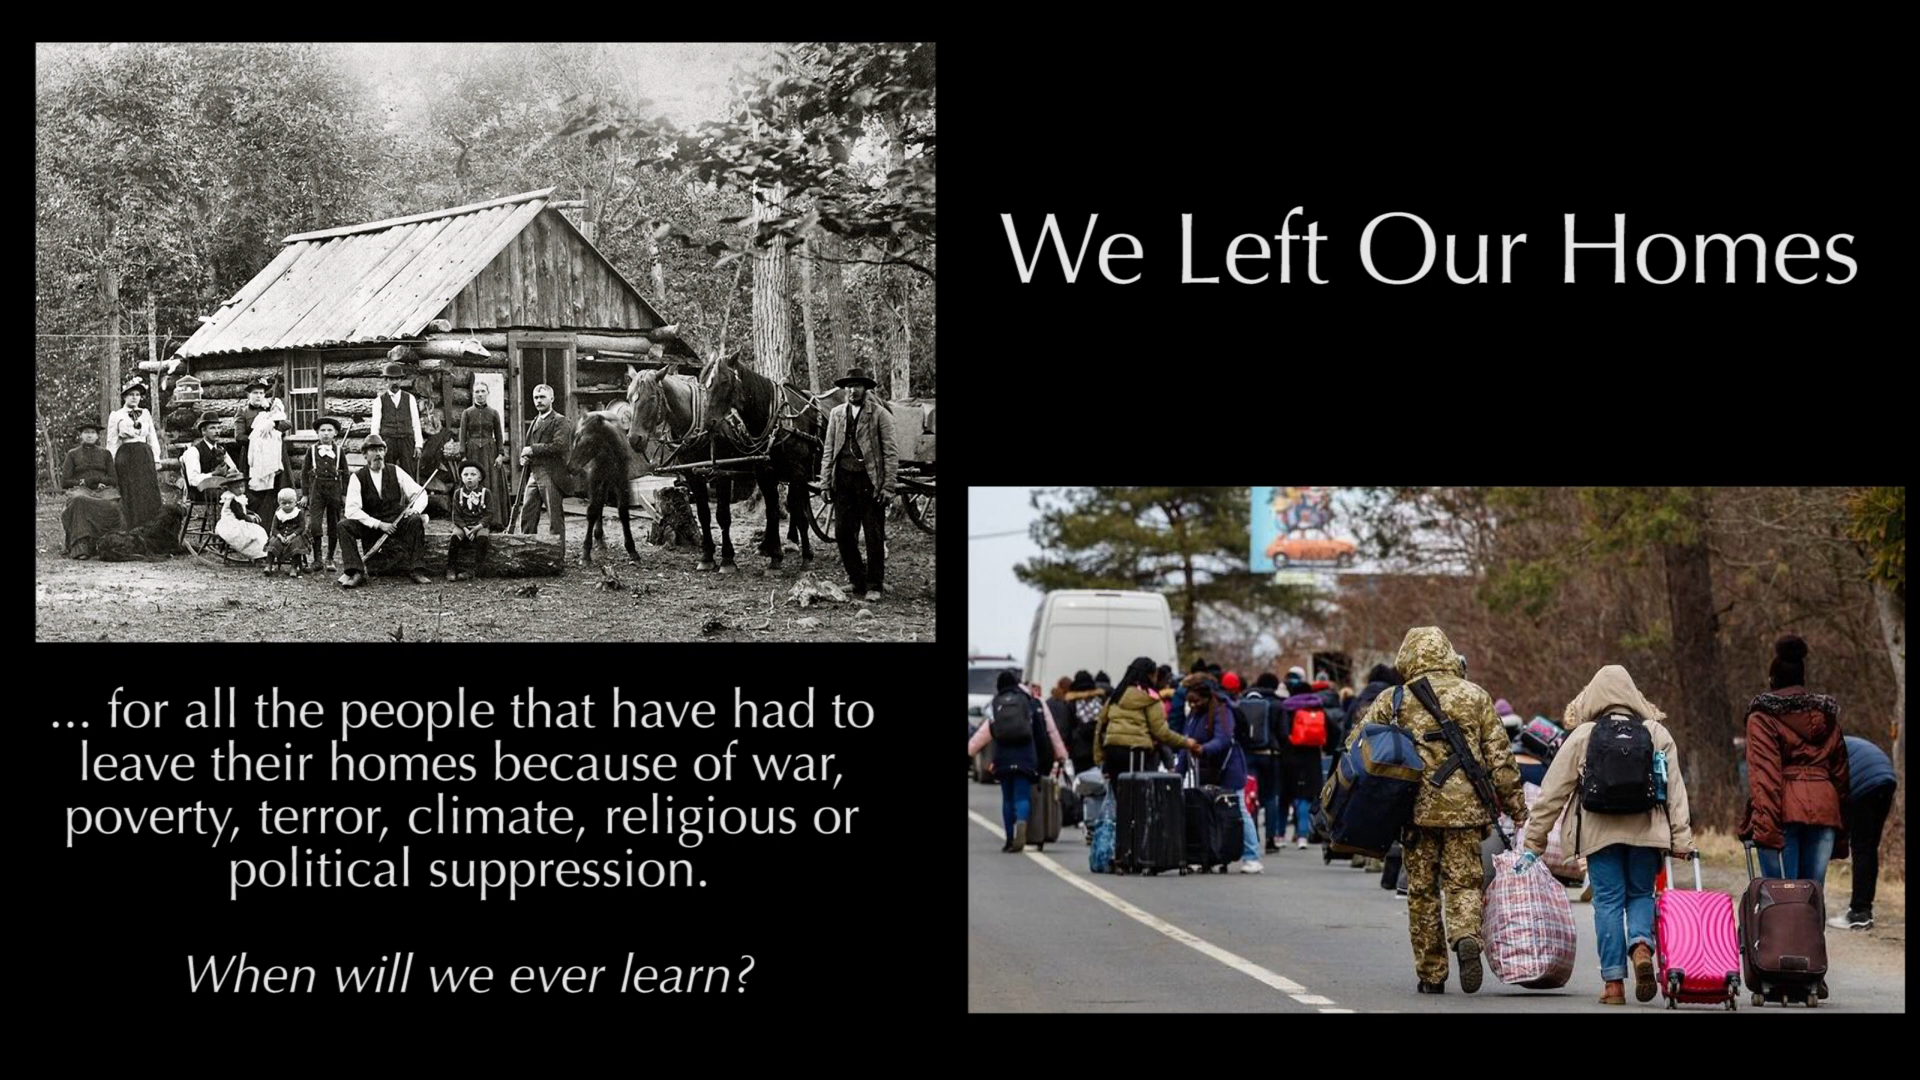 We Left Our Homes
... for all the people that have had to
leave their homes because of war,
poverty, terror, climate, religious or
political suppression.
When will we ever learn?